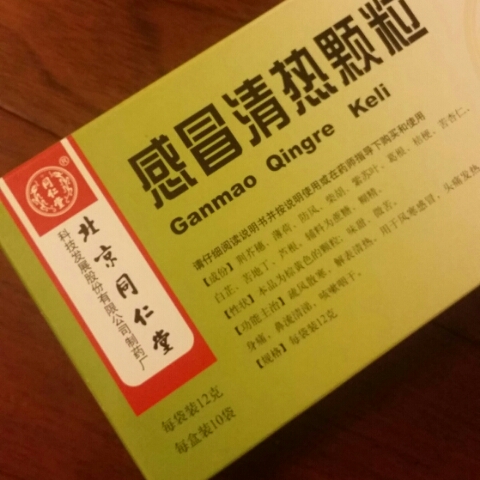 感冒清热颗粒
Ganmao Qingre Keli
请仔细阅读说明书并按说明使用或在药师指导下购买和使用
【成份】荆芥穗、薄荷、防风、柴胡、紫苏叶、葛根、桔梗、苦杏仁、
白芷、苦地丁、芦根。辅料为蔗糖、糊精。
【性状】本品为棕黄色的颗粒,味甜、微苦。
【功能主治】疏风散寒,解表清热。用于风寒感冒,头痛发热
身痛,鼻流清涕,咳嗽咽干。
【规格】每袋装12克
同仁堂
北京同仁堂
科技发展股份有限公司制药厂
每袋装12克
每盒装10袋